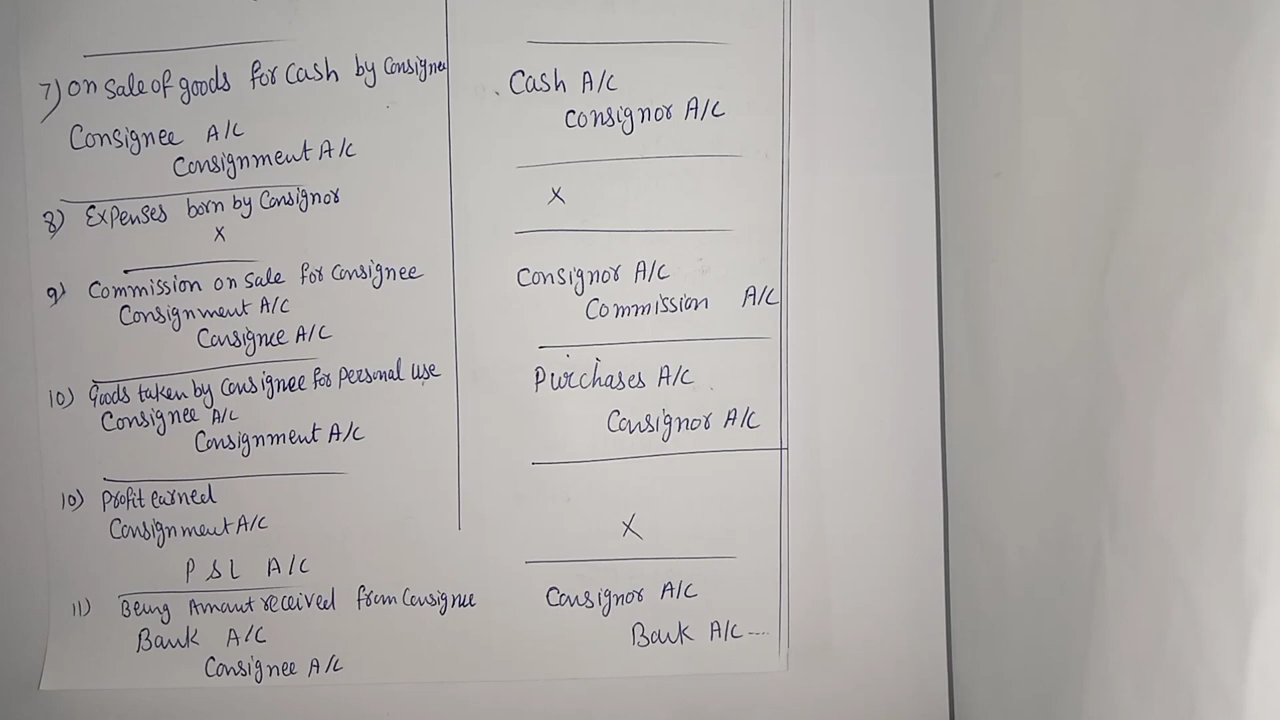 7) on sale of goods for cash by Consignee
Consignee A/C
Consignment A/C
Cash A/C
Consignor A/C
8) Expenses born by Consignor
X
X
9) Commission on sale for Consignee
Consignment A/C
Consignee A/C
Consignor A/C
Commission A/C
10) Goods taken by Consignee for personal use
Consignee A/C
Consignment A/C
Purchases A/C
Consignor A/C
10) Profit earned
Consignment A/C
P & L A/C
X
11) Being Amount received from Consignee
Bank A/C
Consignee A/C
Consignor A/C
Bank A/C ----